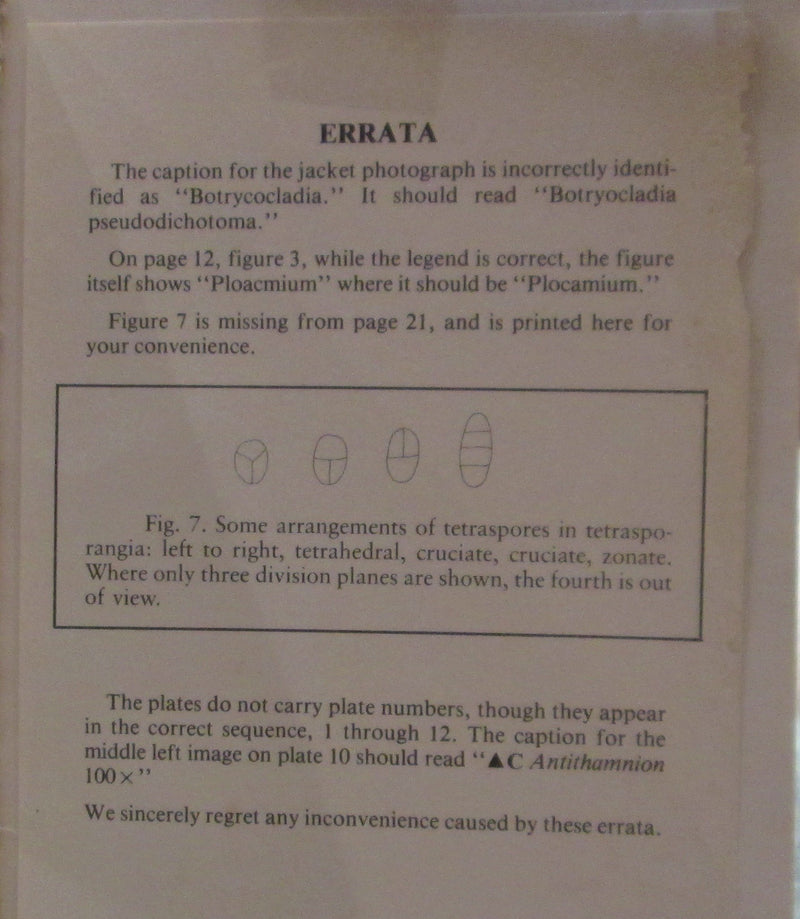 ERRATA
The caption for the jacket photograph is incorrectly identi-
fied as “Botrycocladia.” It should read “Botryocladia
pseudodichotoma.”
On page 12, figure 3, while the legend is correct, the figure
itself shows “Ploacmium” where it should be “Plocamium.”
Figure 7 is missing from page 21, and is printed here for
your convenience.
Fig. 7. Some arrangements of tetraspores in tetraspo-
rangia: left to right, tetrahedral, cruciate, cruciate, zonate.
Where only three division planes are shown, the fourth is out
of view.
The plates do not carry plate numbers, though they appear
in the correct sequence, 1 through 12. The caption for the
middle left image on plate 10 should read “▲C Antithamnion
100×”
We sincerely regret any inconvenience caused by these errata.